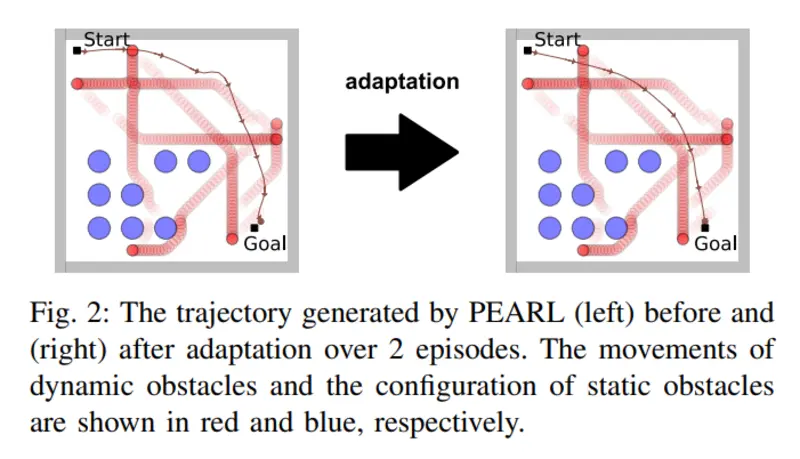 Start
Goal
adaptation
Start
Goal
Fig. 2: The trajectory generated by PEARL (left) before and
(right) after adaptation over 2 episodes. The movements of
dynamic obstacles and the configuration of static obstacles
are shown in red and blue, respectively.